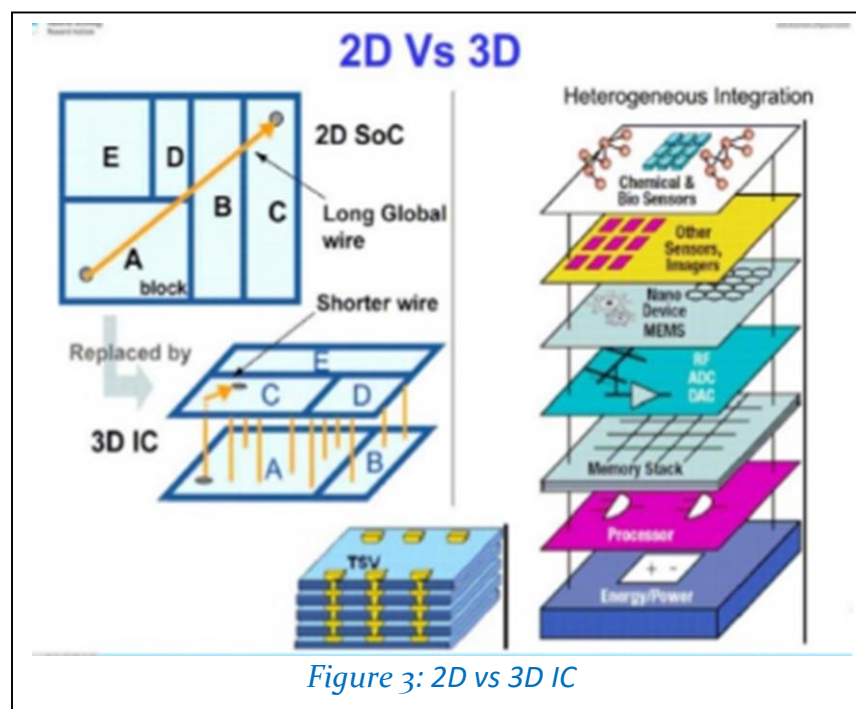 2D Vs 3D
E
D
B
C
A
block
2D SoC
Long Global
wire
Shorter wire
Replaced by
E
C
D
A
B
3D IC
TSV
Heterogeneous Integration
Chemical &
Bio Sensors
Other
Sensors,
Imagers
Nano
Device
MEMS
RF
ADC
DAC
Memory Stack
Processor
+ -
Energy/Power
Figure 3: 2D vs 3D IC